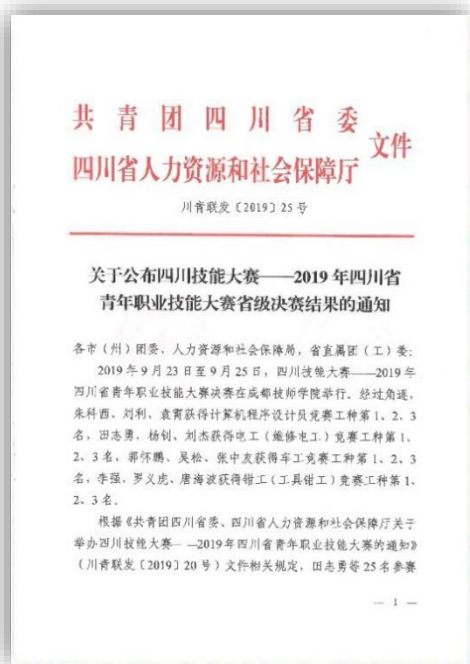 共青团四川省委
四川省人力资源和社会保障厅
文件
川青联发〔2019〕25号
关于公布四川技能大赛——2019年四川省
青年职业技能大赛省级决赛结果的通知
各市（州）团委、人力资源和社会保障局，省直属团（工）委：
2019年9月23日至9月25日，四川技能大赛——2019年
四川省青年职业技能大赛决赛在成都技师学院举行。经过角逐，
朱科西、刘利、袁霄获得计算机程序设计员竞赛工种第1、2、3
名，田志勇、杨钊、刘杰获得电工（维修电工）竞赛工种第1、
2、3名，郭怀鹏、吴松、张中友获得车工竞赛工种第1、2、3
名，李强、罗义虎、唐海波获得钳工（工具钳工）竞赛工种第1、
2、3名。
根据《共青团四川省委、四川省人力资源和社会保障厅关于
举办四川技能大赛— —2019年四川省青年职业技能大赛的通知》
（川青联发〔2019〕20号）文件相关规定，田志勇等25名参赛
— 1 —